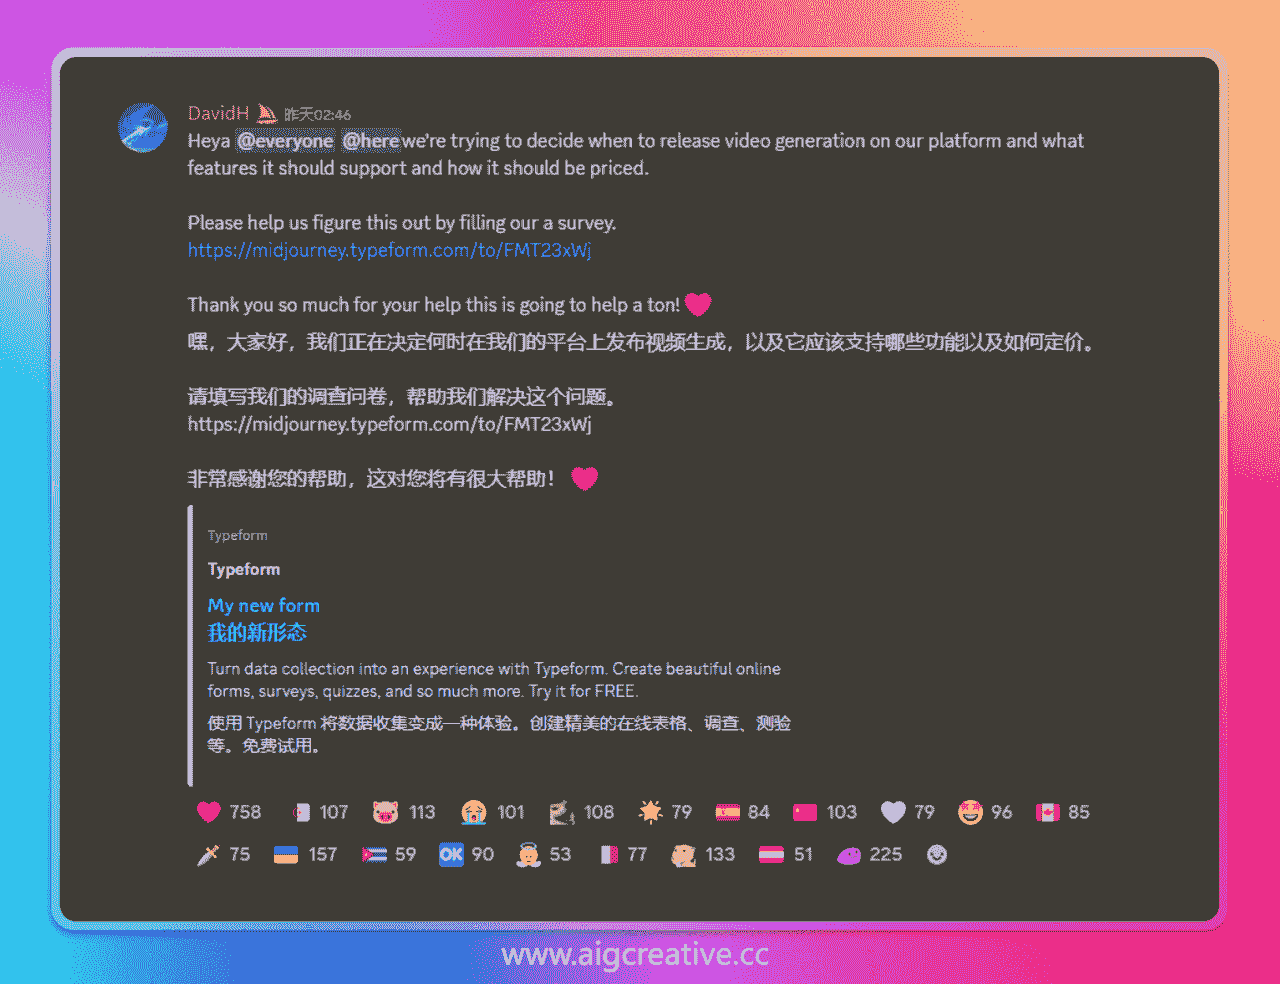 DavidH 昨天02:46
Heya @everyone @here we're trying to decide when to release video generation on our platform and what
features it should support and how it should be priced.
Please help us figure this out by filling our a survey.
https://midjourney.typeform.com/to/FMT23xWj
Thank you so much for your help this is going to help a ton!
嘿，大家好，我们正在决定何时在我们的平台上发布视频生成，以及它应该支持哪些功能以及如何定价。
请填写我们的调查问卷，帮助我们解决这个问题。
https://midjourney.typeform.com/to/FMT23xWj
非常感谢您的帮助，这对您将有很大帮助！
Typeform
Typeform
My new form
我的新形态
Turn data collection into an experience with Typeform. Create beautiful online
forms, surveys, quizzes, and so much more. Try it for FREE.
使用 Typeform 将数据收集变成一种体验。创建精美的在线表格、调查、测验
等。免费试用。
758 107 113 101 108 79 84 103 79 96 85
75 157 59 OK 90 53 77 133 51 225
www.aigcreative.cc